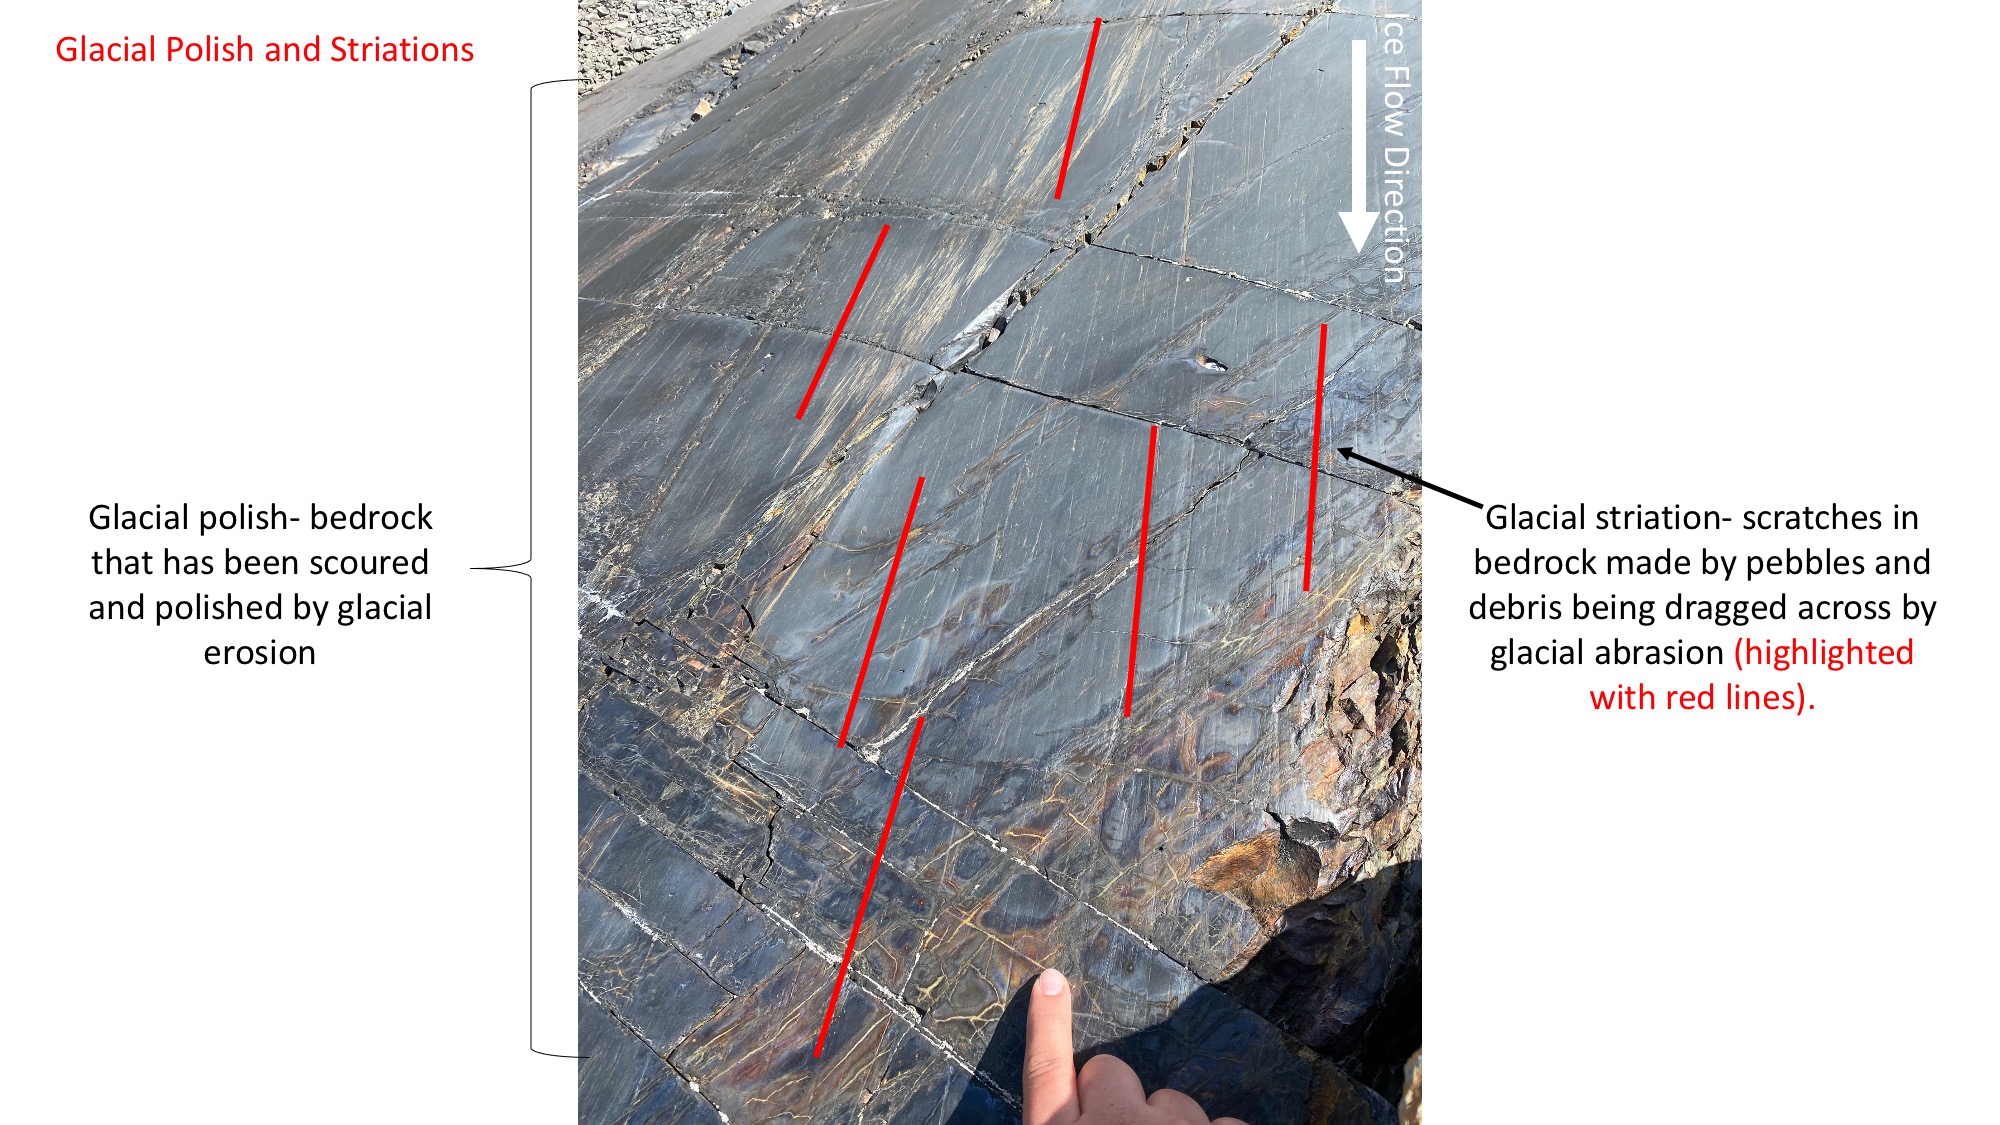 Glacial Polish and Striations
Ice Flow Direction
Glacial polish- bedrock
that has been scoured
and polished by glacial
erosion
Glacial striation- scratches in
bedrock made by pebbles and
debris being dragged across by
glacial abrasion (highlighted
with red lines).